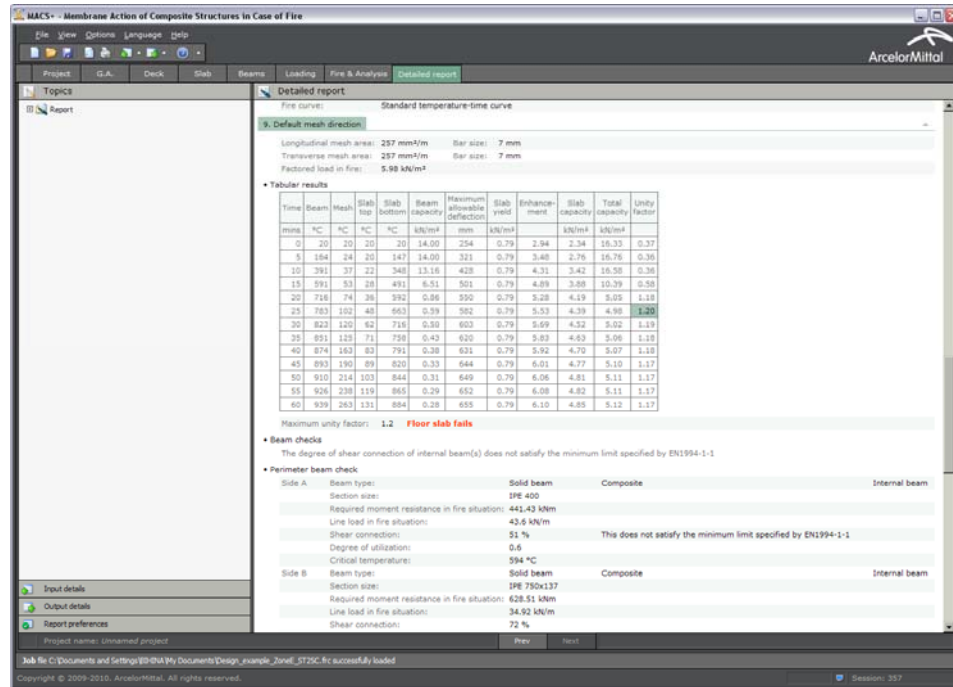 MACS+ - Membrane Action of Composite Structures in Case of Fire
File View Options Language Help
ArcelorMittal
Project G.A. Deck Slab Beams Loading Fire & Analysis Detailed report
Topics
Report
Detailed report
Fire curve: Standard temperature-time curve
9. Default mesh direction
Longitudinal mesh area: 257 mm²/m Bar size: 7 mm
Transverse mesh area: 257 mm²/m Bar size: 7 mm
Factored load in fire: 5.98 kN/m²
• Tabular results
Time Beam Mesh Slab top Slab bottom Beam capacity Maximum allowable deflection Slab yield Enhance-ment Slab capacity Total capacity Unity factor
mins °C °C °C °C kN/m² mm kN/m² kN/m² kN/m²
0 20 20 20 20 14.00 254 0.79 2.94 2.34 16.33 0.37
5 164 24 20 147 14.00 321 0.79 3.48 2.76 16.76 0.36
10 391 37 22 348 13.16 428 0.79 4.31 3.42 16.58 0.36
15 591 53 28 491 6.51 501 0.79 4.89 3.88 10.39 0.58
20 716 74 36 592 0.86 550 0.79 5.28 4.19 5.05 1.18
25 783 102 48 663 0.59 582 0.79 5.53 4.39 4.98 1.20
30 823 120 62 716 0.50 603 0.79 5.69 4.52 5.02 1.19
35 851 125 71 758 0.43 620 0.79 5.83 4.63 5.06 1.18
40 874 163 83 791 0.38 631 0.79 5.92 4.70 5.07 1.18
45 893 190 89 820 0.33 644 0.79 6.01 4.77 5.10 1.17
50 910 214 103 844 0.31 649 0.79 6.06 4.81 5.11 1.17
55 926 238 119 865 0.29 652 0.79 6.08 4.82 5.11 1.17
60 939 263 131 884 0.28 655 0.79 6.10 4.85 5.12 1.17
Maximum unity factor: 1.2 Floor slab fails
• Beam checks
The degree of shear connection of internal beam(s) does not satisfy the minimum limit specified by EN1994-1-1
• Perimeter beam check
Side A Beam type: Solid beam Composite Internal beam
Section size: IPE 400
Required moment resistance in fire situation: 441.43 kNm
Line load in fire situation: 43.6 kN/m
Shear connection: 51 % This does not satisfy the minimum limit specified by EN1994-1-1
Degree of utilization: 0.6
Critical temperature: 594 °C
Side B Beam type: Solid beam Composite Internal beam
Section size: IPE 750x137
Required moment resistance in fire situation: 628.51 kNm
Line load in fire situation: 34.92 kN/m
Shear connection: 72 %
Input details
Output details
Report preferences
Project name: Unnamed project
Prev Next
Job file C:\Documents and Settings\BIHINA\My Documents\Design_example_ZoneE_ST25C.frc successfully loaded
Copyright © 2009-2010. ArcelorMittal. All rights reserved.
Session: 357